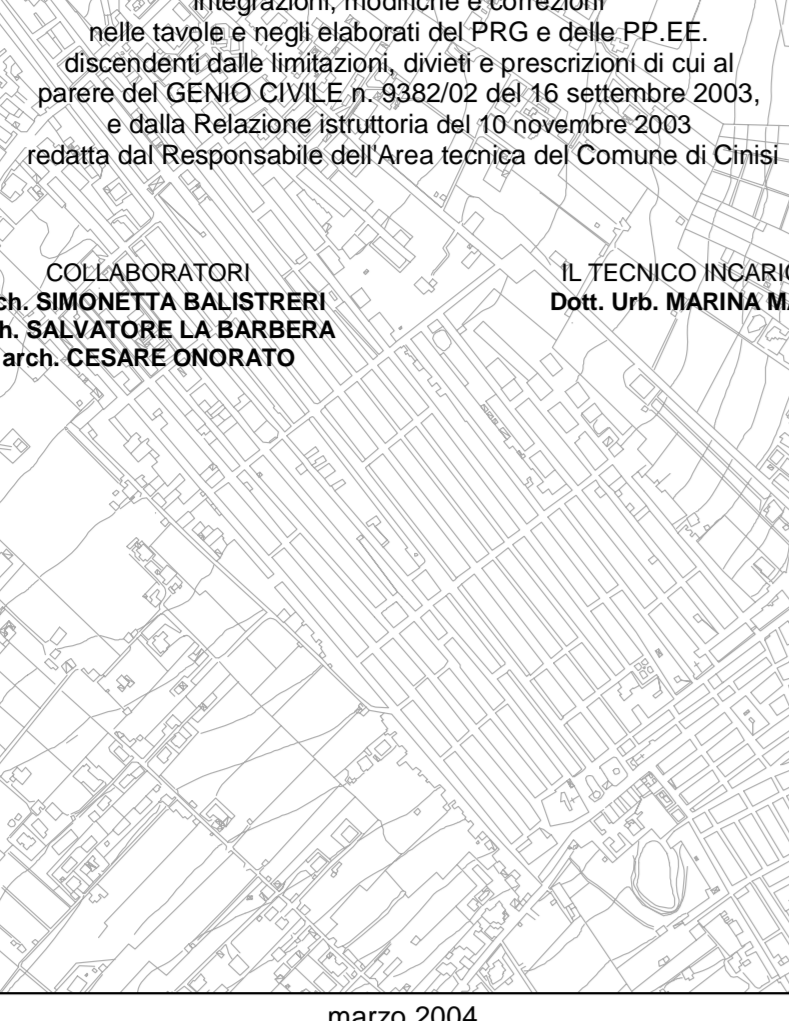 integrazioni, modifiche e correzioni
nelle tavole e negli elaborati del PRG e delle PP.EE.
discendenti dalle limitazioni, divieti e prescrizioni di cui al
parere del GENIO CIVILE n. 9382/02 del 16 settembre 2003,
e dalla Relazione istruttoria del 10 novembre 2003
redatta dal Responsabile dell'Area tecnica del Comune di Cinisi
COLLABORATORI
ch. SIMONETTA BALISTRERI
h. SALVATORE LA BARBERA
arch. CESARE ONORATO
IL TECNICO INCARI
Dott. Urb. MARINA M
marzo 2004